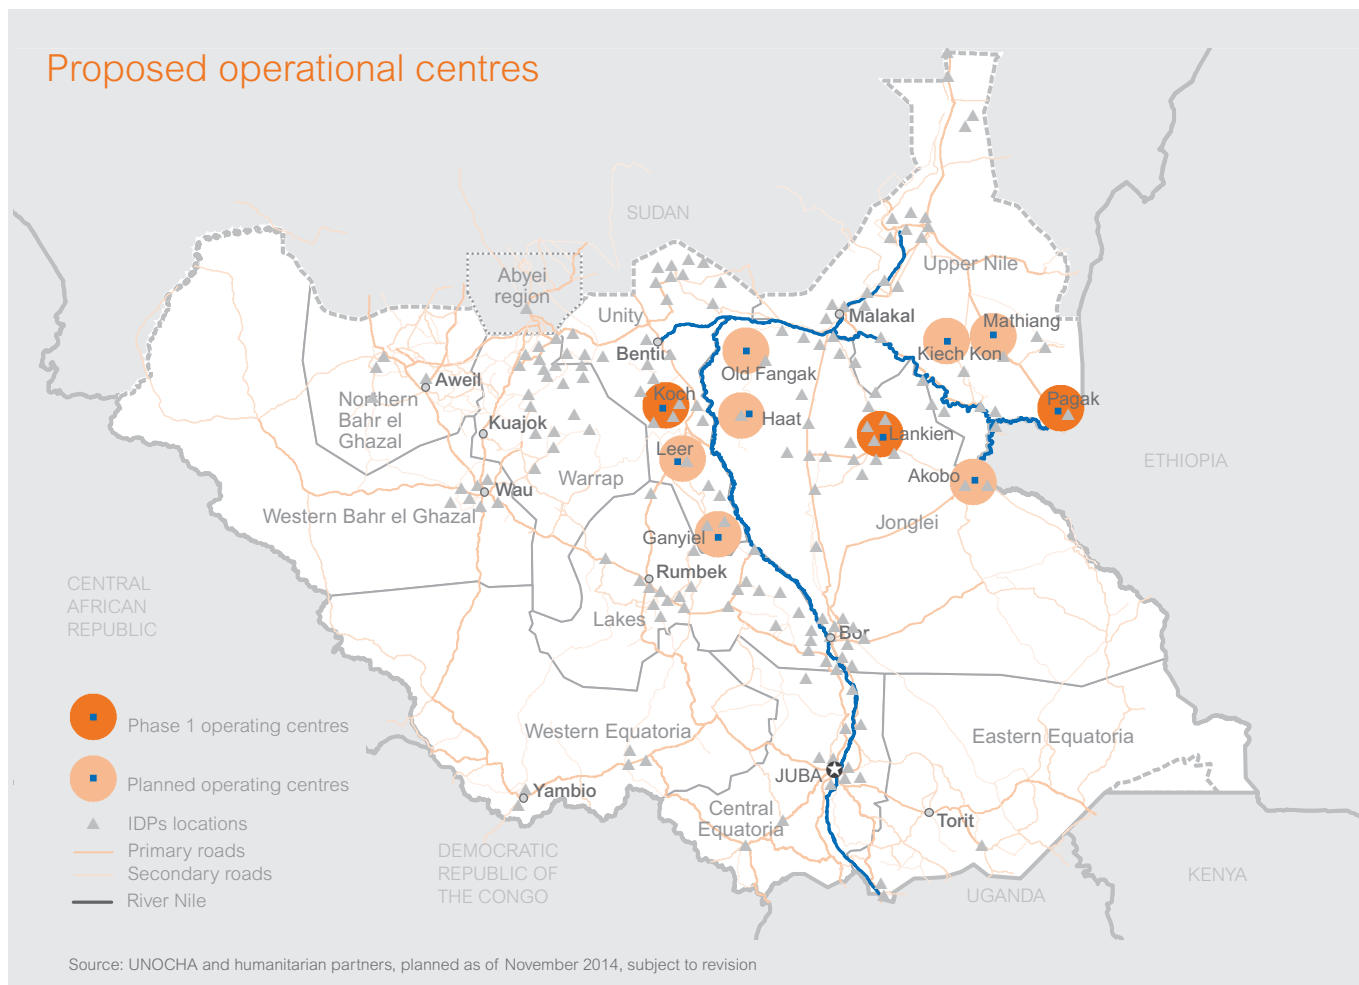 Proposed operational centres
SUDAN
Abyei
region
Upper Nile
Unity
Malakal
Mathiang
Bentiu
Kiech Kon
Old Fangak
Aweil
Koch
Pagak
Northern
Bahr el
Ghazal
Kuajok
Haat
Lankien
Leer
ETHIOPIA
Warrap
Akobo
Wau
Western Bahr el Ghazal
Jonglei
Ganyiel
Rumbek
CENTRAL
AFRICAN
REPUBLIC
Lakes
Bor
Phase 1 operating centres
Western Equatoria
Eastern Equatoria
JUBA
Planned operating centres
Yambio
Central
Equatoria
Torit
IDPs locations
Primary roads
Secondary roads
River Nile
DEMOCRATIC
REPUBLIC OF
THE CONGO
KENYA
UGANDA
Source: UNOCHA and humanitarian partners, planned as of November 2014, subject to revision